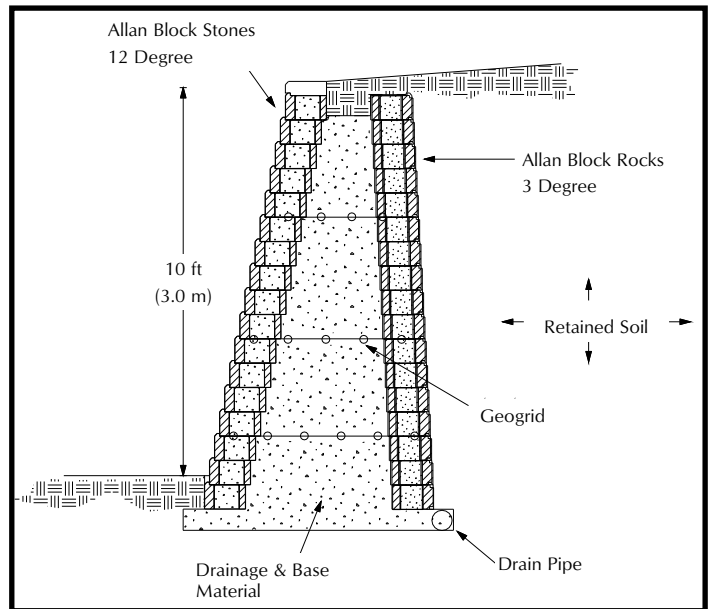 Allan Block Stones
12 Degree
Allan Block Rocks
3 Degree
10 ft
(3.0 m)
Retained Soil
Geogrid
Drain Pipe
Drainage & Base
Material